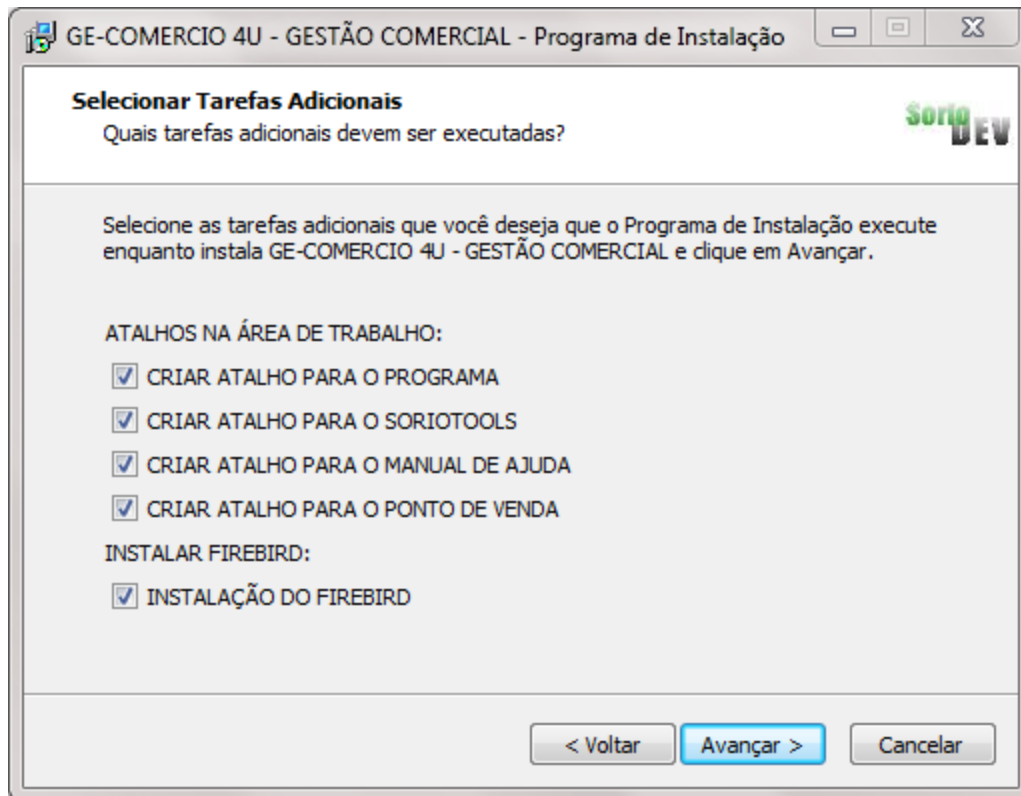 GE-COMERCIO 4U - GESTÃO COMERCIAL - Programa de Instalação
Selecionar Tarefas Adicionais
Quais tarefas adicionais devem ser executadas?
Sorio
DEV
Selecione as tarefas adicionais que você deseja que o Programa de Instalação execute
enquanto instala GE-COMERCIO 4U - GESTÃO COMERCIAL e clique em Avançar.
ATALHOS NA ÁREA DE TRABALHO:
CRIAR ATALHO PARA O PROGRAMA
CRIAR ATALHO PARA O SORIOTOOLS
CRIAR ATALHO PARA O MANUAL DE AJUDA
CRIAR ATALHO PARA O PONTO DE VENDA
INSTALAR FIREBIRD:
INSTALAÇÃO DO FIREBIRD
< Voltar
Avançar >
Cancelar